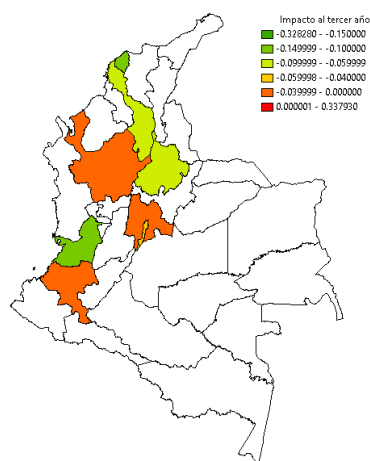 Impacto al tercer año
-0.328280 - -0.150000
-0.149999 - -0.100000
-0.099999 - -0.059999
-0.059998 - -0.040000
-0.039999 - 0.000000
0.000001 - 0.337930